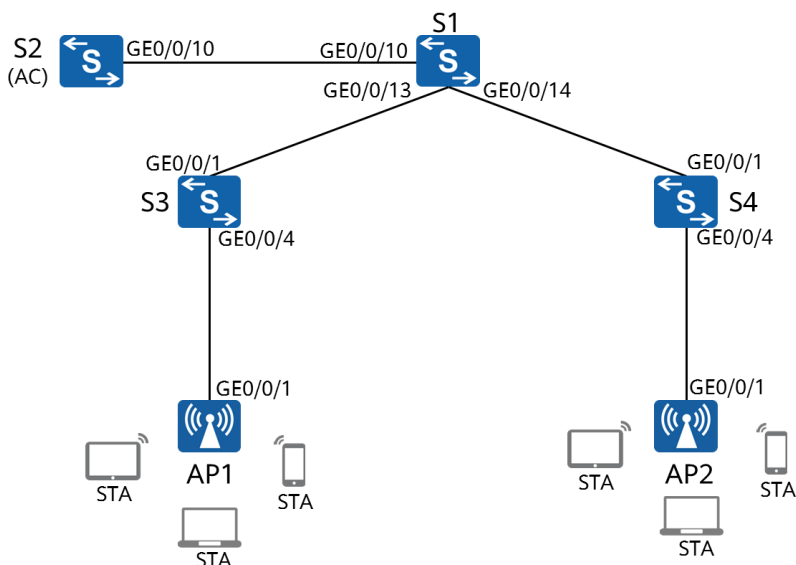 S1
S2
(AC)
GE0/0/10
GE0/0/10
S
S
GE0/0/13
GE0/0/14
GE0/0/1
GE0/0/1
S3
S
S
S4
GE0/0/4
GE0/0/4
GE0/0/1
GE0/0/1
AP1
AP2
STA
STA
STA
STA
STA
STA